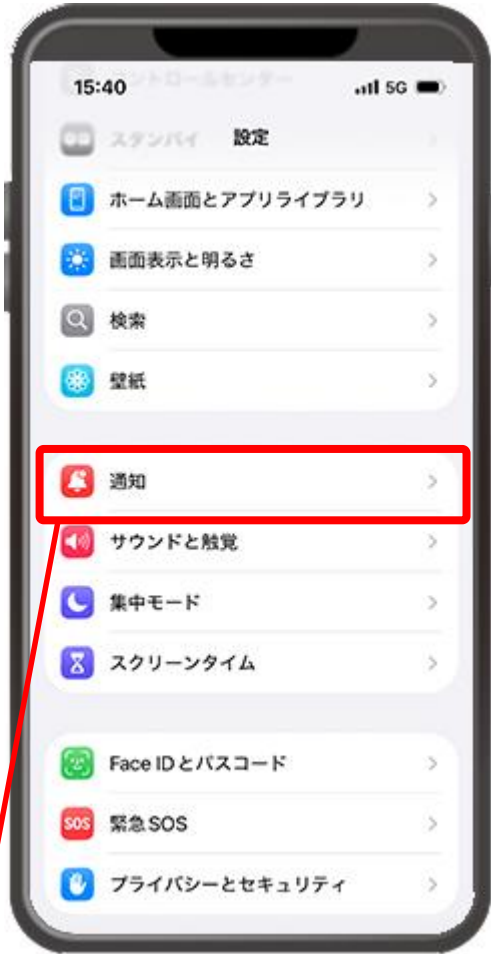 15:40
5G
コントロールセンター
スタンバイ
設定
ホーム画面とアプリライブラリ
画面表示と明るさ
検索
壁紙
通知
サウンドと触覚
集中モード
スクリーンタイム
Face IDとパスコード
SOS
緊急SOS
プライバシーとセキュリティ